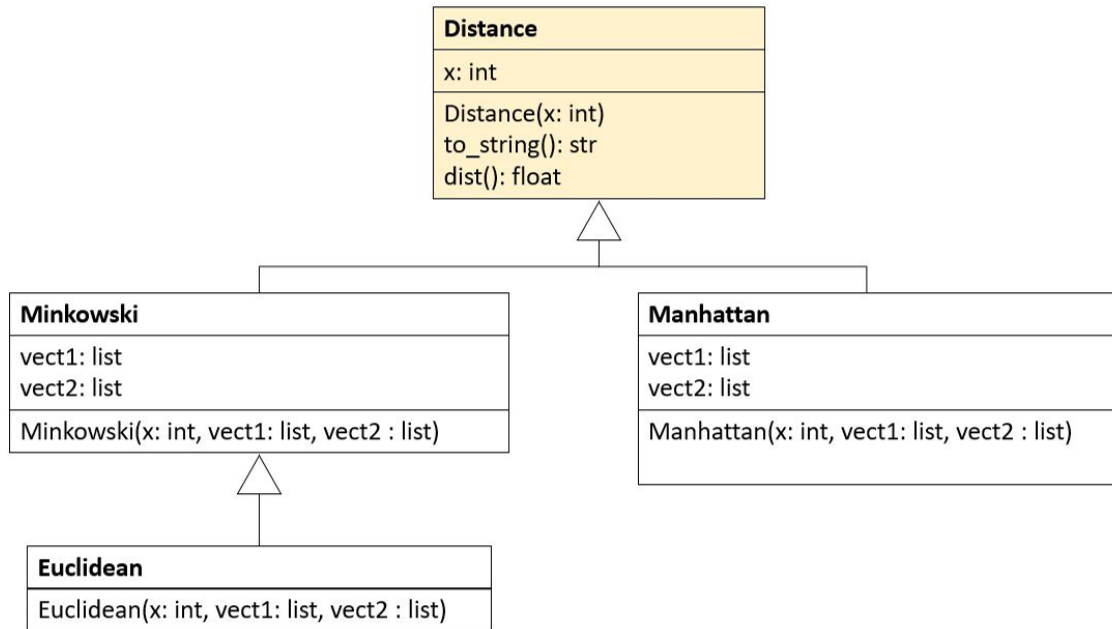 Distance
x: int
Distance(x: int)
to_string(): str
dist(): float
Minkowski
vect1: list
vect2: list
Minkowski(x: int, vect1: list, vect2 : list)
Manhattan
vect1: list
vect2: list
Manhattan(x: int, vect1: list, vect2 : list)
Euclidean
Euclidean(x: int, vect1: list, vect2 : list)